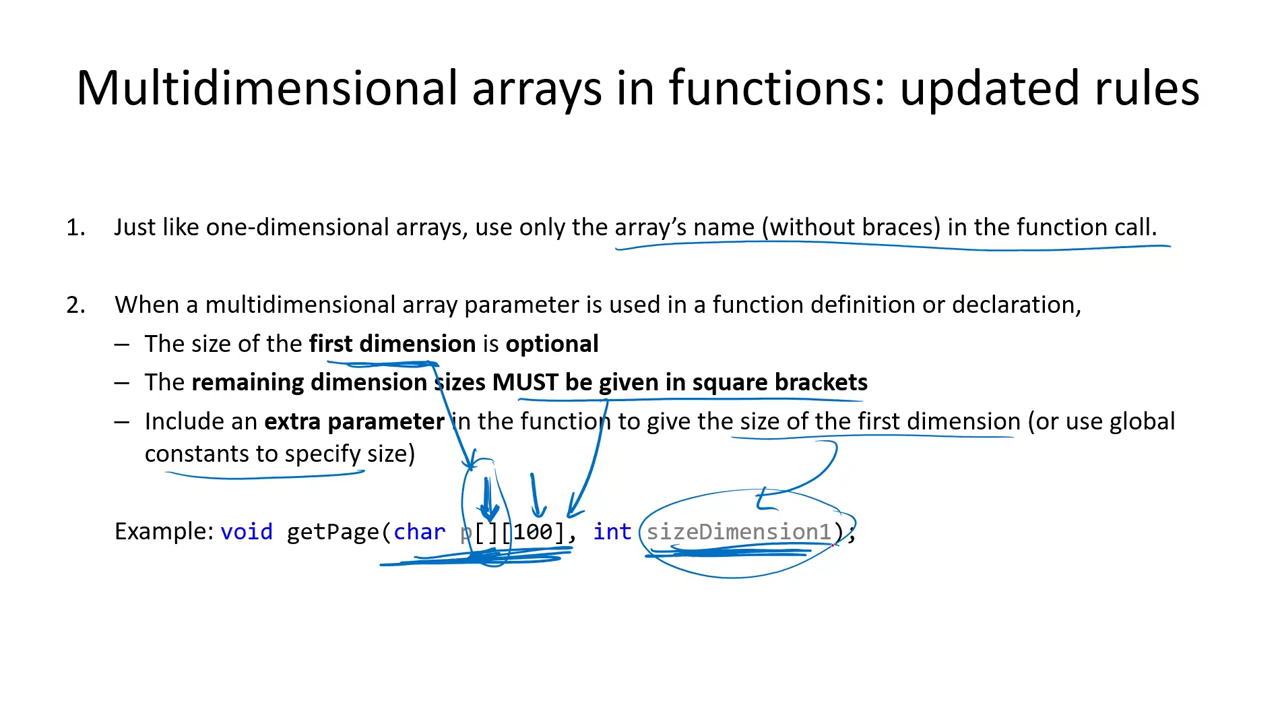 Multidimensional arrays in functions: updated rules
1. Just like one-dimensional arrays, use only the array’s name (without braces) in the function call.
2. When a multidimensional array parameter is used in a function definition or declaration,
– The size of the first dimension is optional
– The remaining dimension sizes MUST be given in square brackets
– Include an extra parameter in the function to give the size of the first dimension (or use global
constants to specify size)
Example: void getPage(char p[][100], int sizeDimension1);